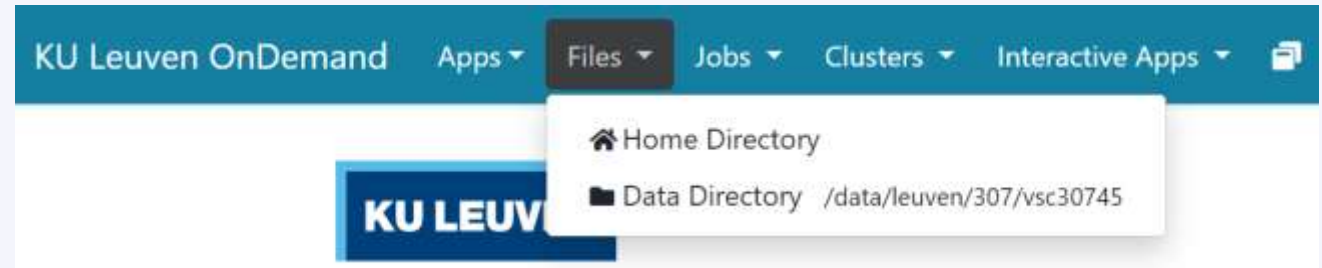 KU Leuven OnDemand Apps Files Jobs Clusters Interactive Apps
Home Directory
Data Directory /data/leuven/307/vsc30745
KU LEUV